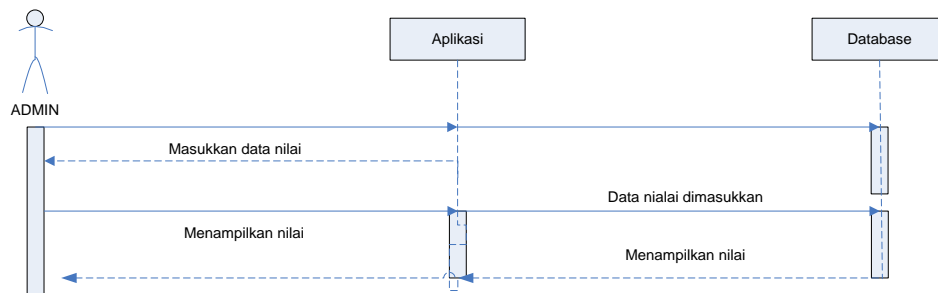 Aplikasi
Database
ADMIN
Masukkan data nilai
Data nialai dimasukkan
Menampilkan nilai
Menampilkan nilai